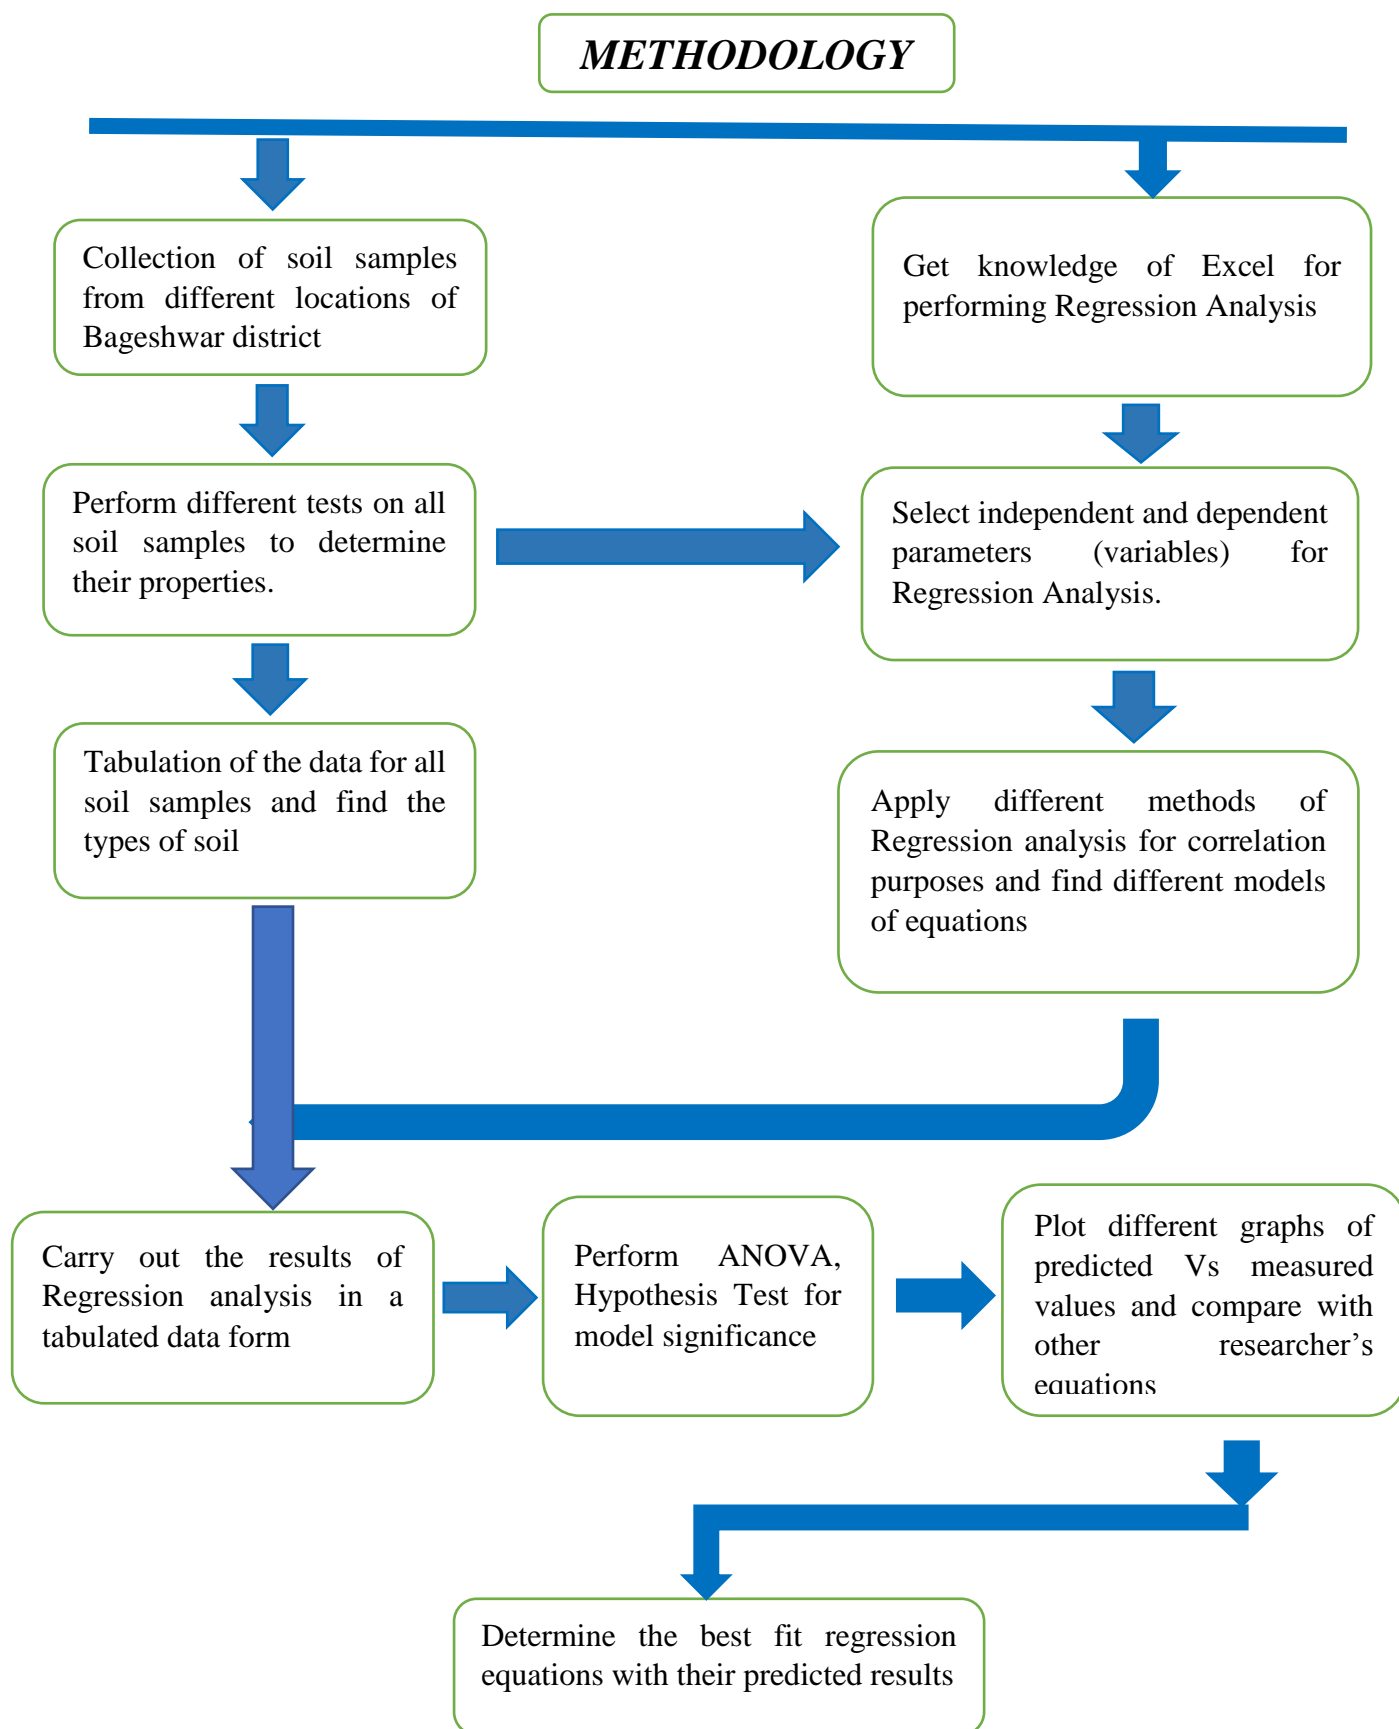 METHODOLOGY
Collection of soil samples
from different locations of
Bageshwar district
Get knowledge of Excel for
performing Regression Analysis
Perform different tests on all
soil samples to determine
their properties.
Select independent and dependent
parameters (variables) for
Regression Analysis.
Tabulation of the data for all
soil samples and find the
types of soil
Apply different methods of
Regression analysis for correlation
purposes and find different models
of equations
Carry out the results of
Regression analysis in a
tabulated data form
Perform ANOVA,
Hypothesis Test for
model significance
Plot different graphs of
predicted Vs measured
values and compare with
other researcher’s
equations
Determine the best fit regression
equations with their predicted results